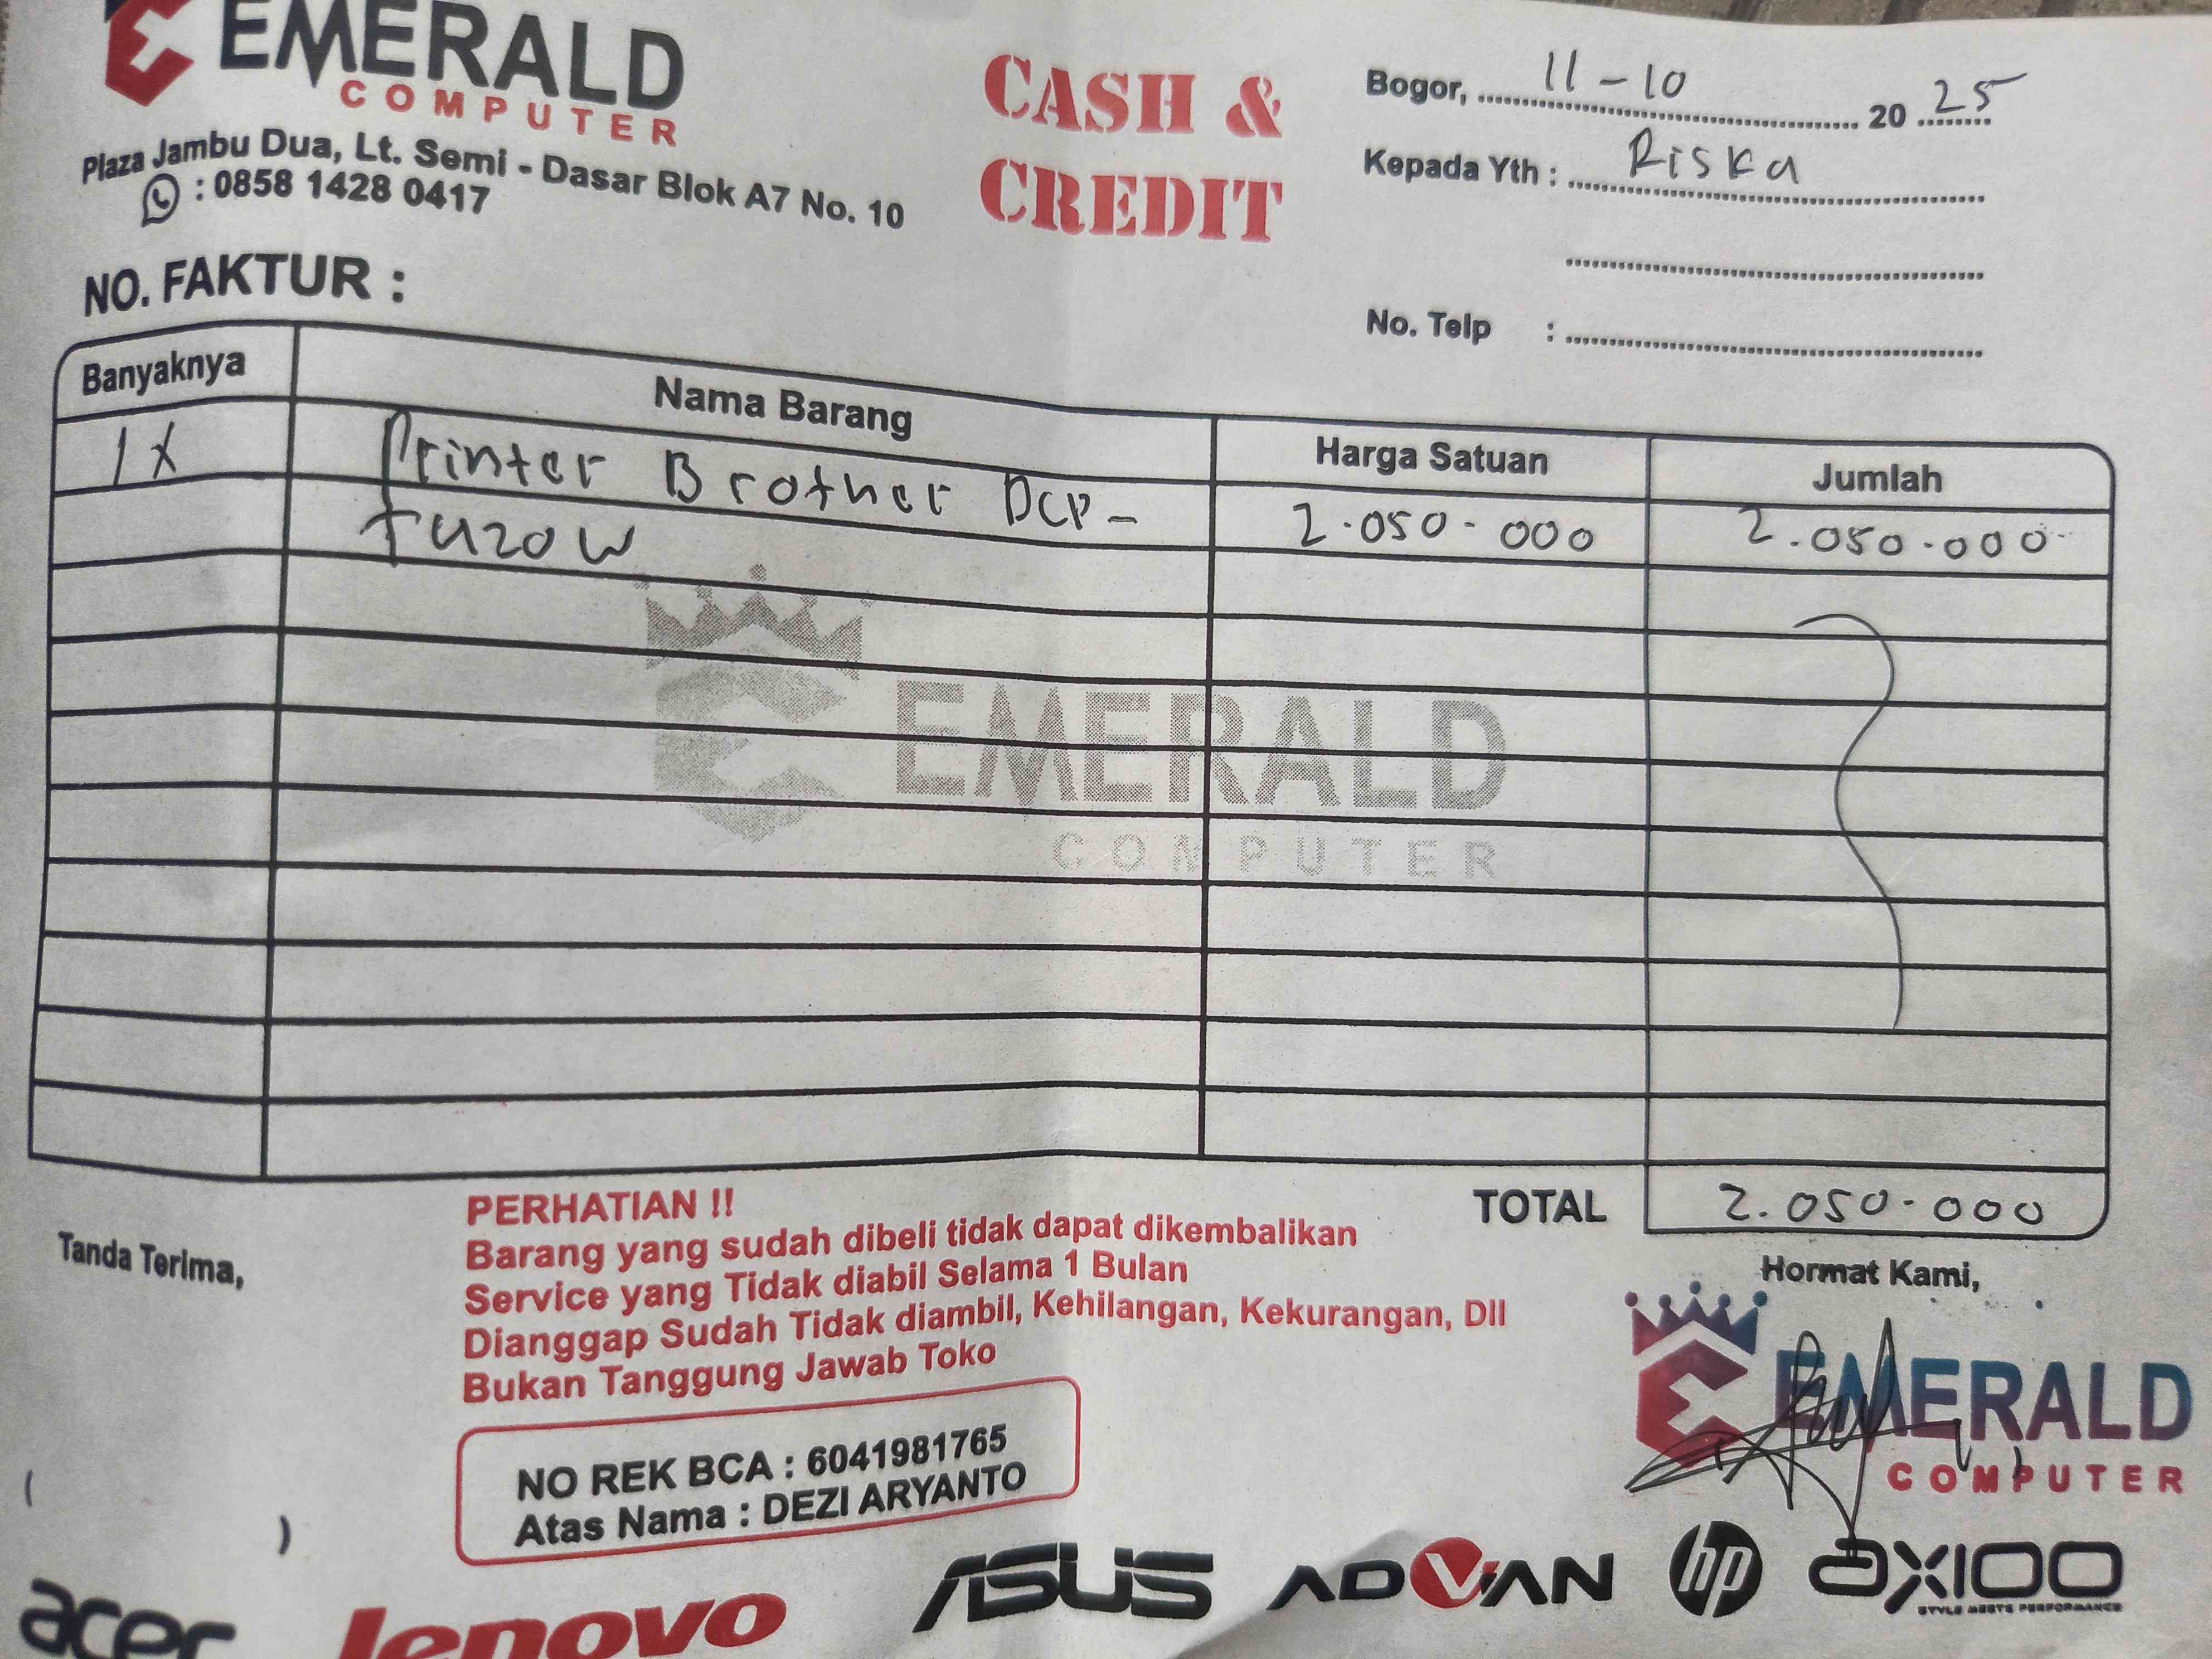 EMERALD
COMPUTER
Plaza Jambu Dua, Lt. Semi - Dasar Blok A7 No. 10
: 0858 1428 0417
CASH &
CREDIT
Bogor, 11-10 20 25
Kepada Yth : Riska
No. Telp :
NO. FAKTUR :
Banyaknya Nama Barang Harga Satuan Jumlah
1x Printer Brother DCP- 2.050.000 2.050.000
T420W
EMERALD
COMPUTER
TOTAL 2.050.000
Tanda Terima,
( )
PERHATIAN !!
Barang yang sudah dibeli tidak dapat dikembalikan
Service yang Tidak diabil Selama 1 Bulan
Dianggap Sudah Tidak diambil, Kehilangan, Kekurangan, Dll
Bukan Tanggung Jawab Toko
NO REK BCA : 6041981765
Atas Nama : DEZI ARYANTO
Hormat Kami,
EMERALD
COMPUTER
acer lenovo ASUS ADVAN hp AXIOO
STYLE MEETS PERFORMANCE